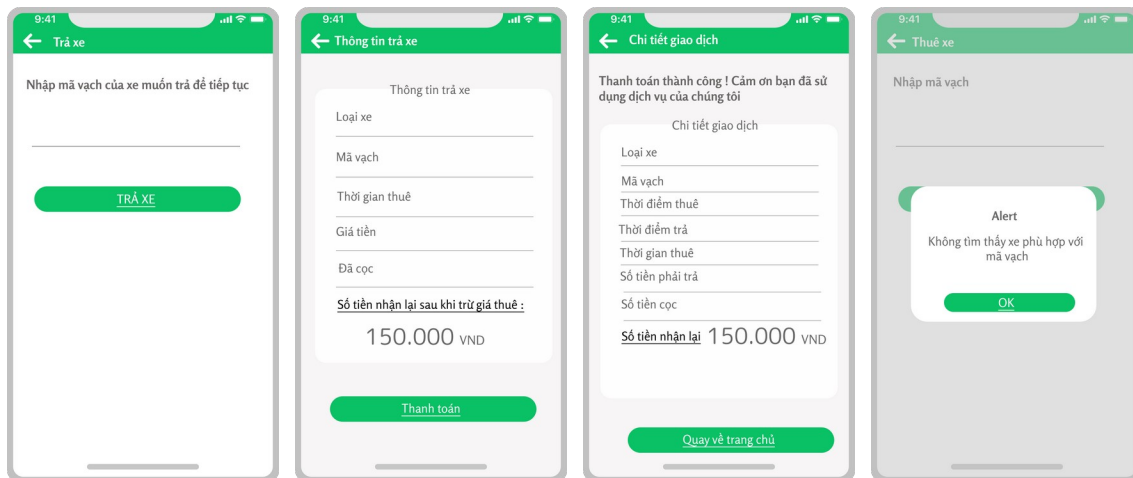 9:41
Trả xe
Nhập mã vạch của xe muốn trả để tiếp tục
TRẢ XE
9:41
Thông tin trả xe
Thông tin trả xe
Loại xe
Mã vạch
Thời gian thuê
Giá tiền
Đã cọc
Số tiền nhận lại sau khi trừ giá thuê :
150.000 VND
Thanh toán
9:41
Chi tiết giao dịch
Thanh toán thành công ! Cảm ơn bạn đã sử
dụng dịch vụ của chúng tôi
Chi tiết giao dịch
Loại xe
Mã vạch
Thời điểm thuê
Thời điểm trả
Thời gian thuê
Số tiền phải trả
Số tiền cọc
Số tiền nhận lại 150.000 VND
Quay về trang chủ
9:41
Thuê xe
Nhập mã vạch
Alert
Không tìm thấy xe phù hợp với
mã vạch
OK